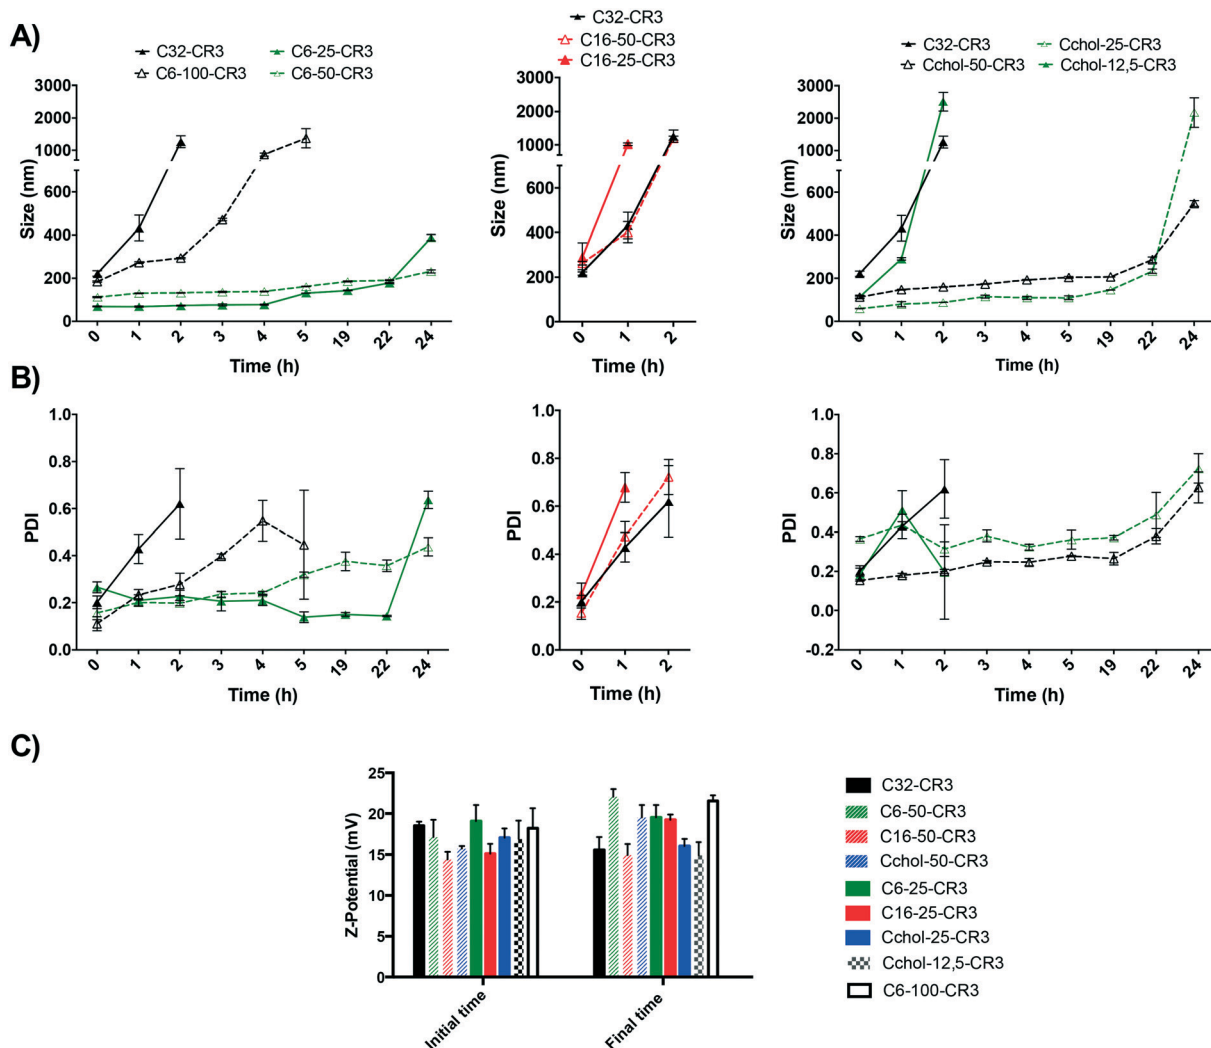 A)
C32-CR3
C6-25-CR3
C6-100-CR3
C6-50-CR3
Size (nm)
3000
2000
1000
600
400
200
0
0
1
2
3
4
5
19
22
24
Time (h)
C32-CR3
C16-50-CR3
C16-25-CR3
Size (nm)
3000
2000
1000
600
400
200
0
0
1
2
Time (h)
C32-CR3
Cchol-25-CR3
Cchol-50-CR3
Cchol-12,5-CR3
Size (nm)
3000
2000
1000
600
400
200
0
0
1
2
3
4
5
19
22
24
Time (h)
B)
PDI
1.0
0.8
0.6
0.4
0.2
0.0
0
1
2
3
4
5
19
22
24
Time (h)
PDI
1.0
0.8
0.6
0.4
0.2
0.0
0
1
2
Time (h)
PDI
1.0
0.8
0.6
0.4
0.2
0.0
-0.2
0
1
2
3
4
5
19
22
24
Time (h)
C)
Z-Potential (mV)
25
20
15
10
5
0
Initial time
Final time
C32-CR3
C6-50-CR3
C16-50-CR3
Cchol-50-CR3
C6-25-CR3
C16-25-CR3
Cchol-25-CR3
Cchol-12,5-CR3
C6-100-CR3